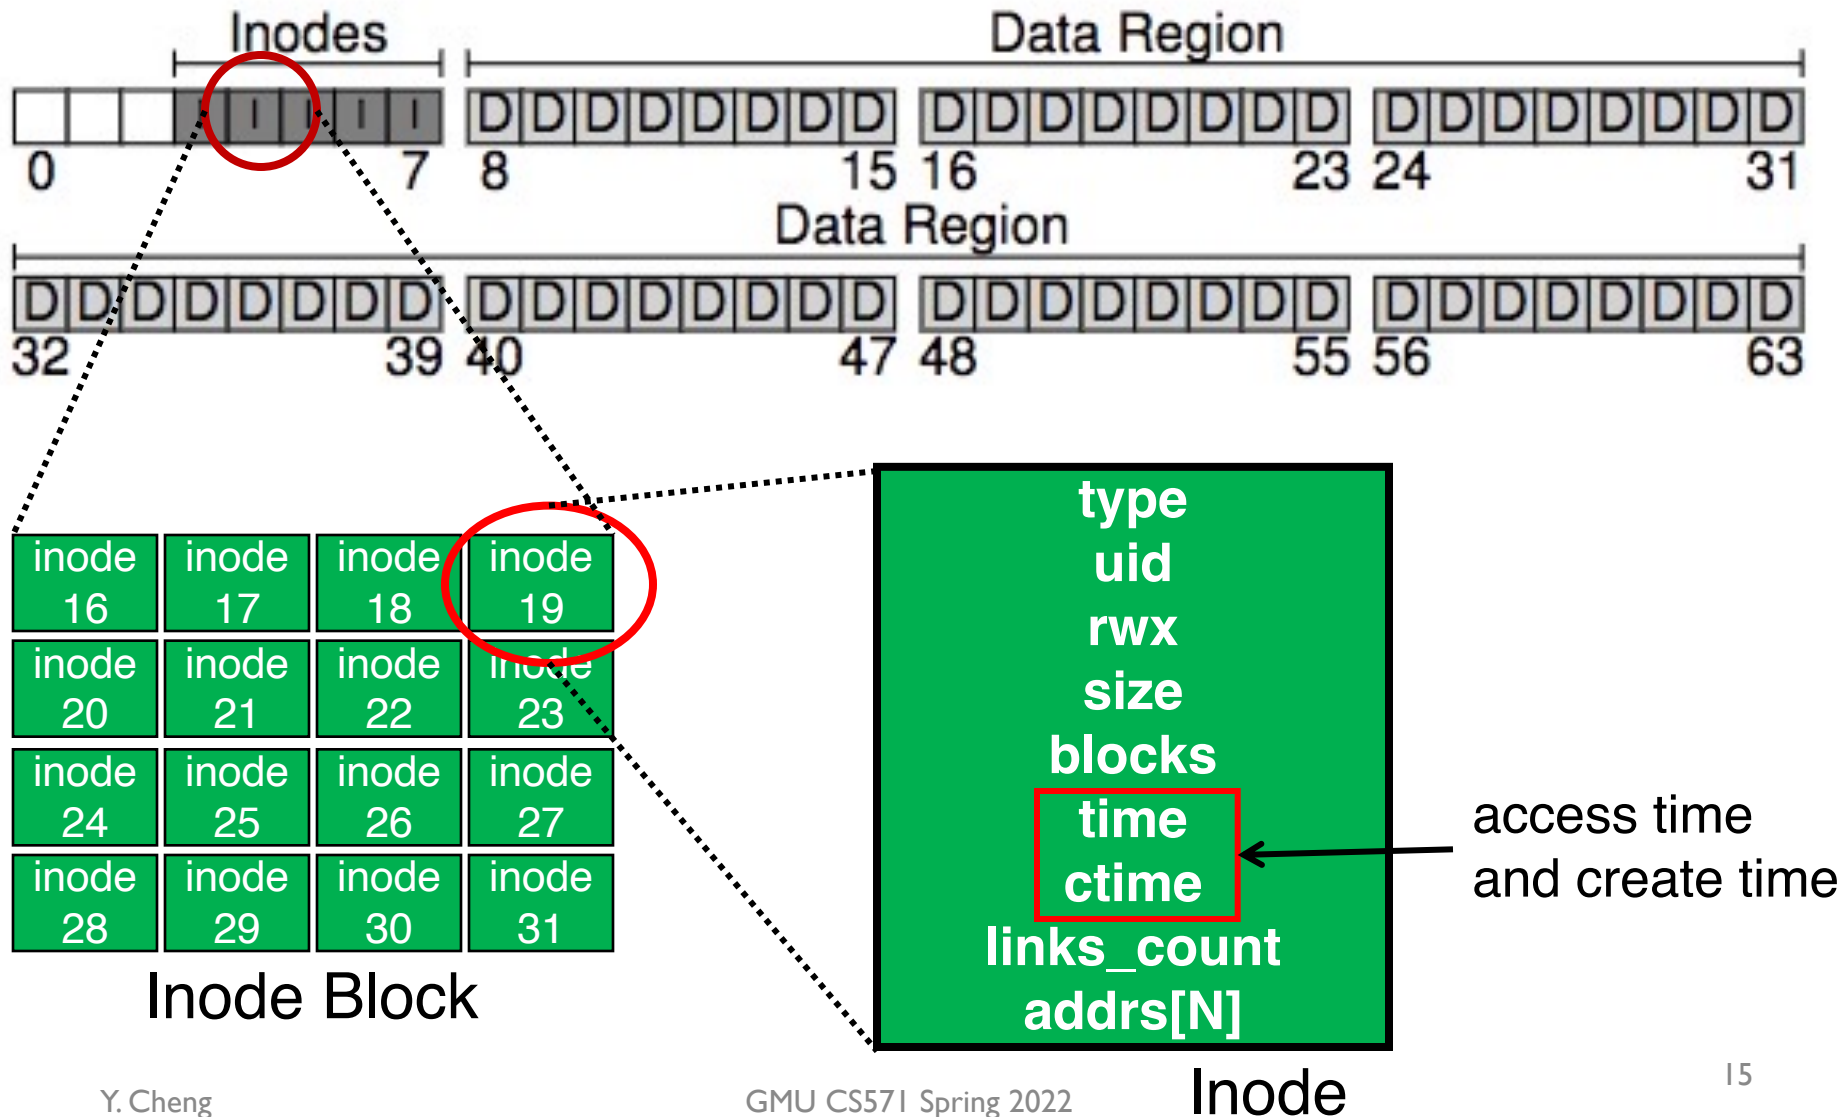 Inodes Data Region
I I I I I D D D D D D D D D D D D D D D D D D D D D D D D
0 7 8 15 16 23 24 31
Data Region
D D D D D D D D D D D D D D D D D D D D D D D D D D D D D D D D
32 39 40 47 48 55 56 63
inode 16 inode 17 inode 18 inode 19
inode 20 inode 21 inode 22 inode 23
inode 24 inode 25 inode 26 inode 27
inode 28 inode 29 inode 30 inode 31
Inode Block
type
uid
rwx
size
blocks
time
ctime
links_count
addrs[N]
access time
and create time
Inode
Y. Cheng
GMU CS571 Spring 2022
15